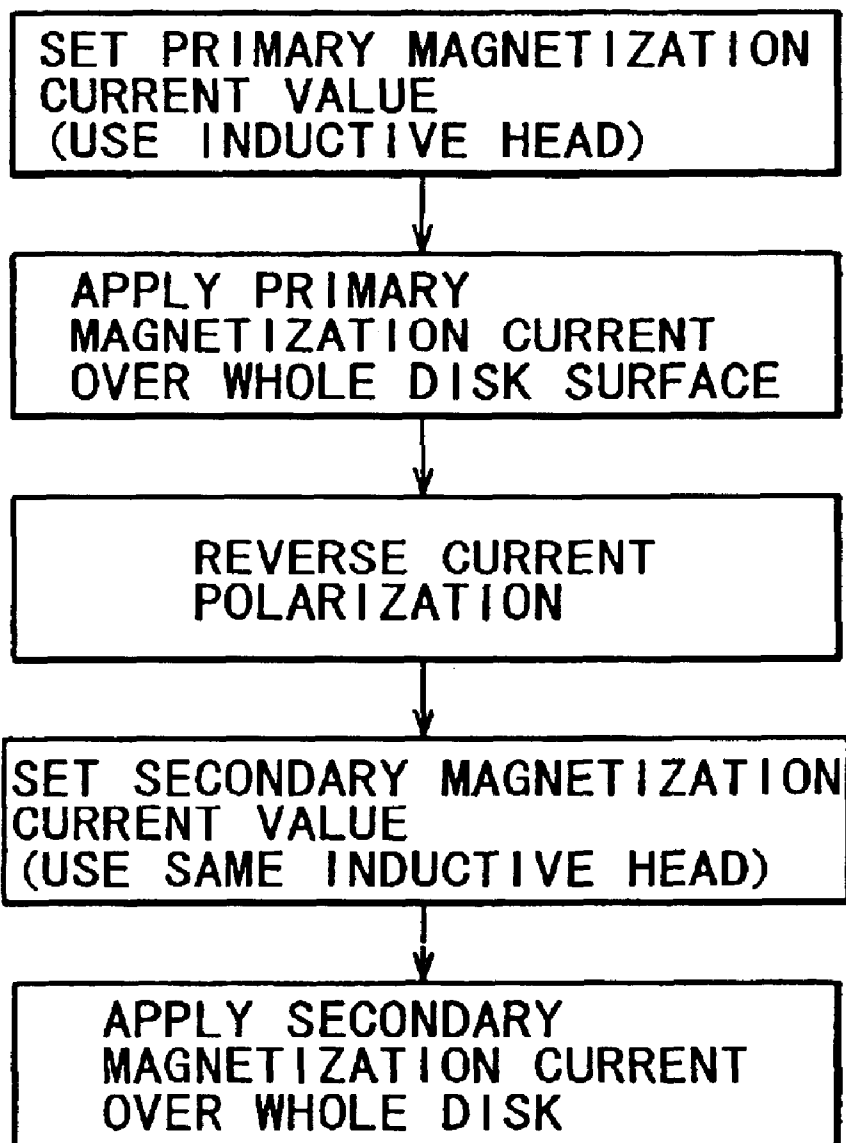 SET PRIMARY MAGNETIZATION
CURRENT VALUE
(USE INDUCTIVE HEAD)
APPLY PRIMARY
MAGNETIZATION CURRENT
OVER WHOLE DISK SURFACE
REVERSE CURRENT
POLARIZATION
SET SECONDARY MAGNETIZATION
CURRENT VALUE
(USE SAME INDUCTIVE HEAD)
APPLY SECONDARY
MAGNETIZATION CURRENT
OVER WHOLE DISK